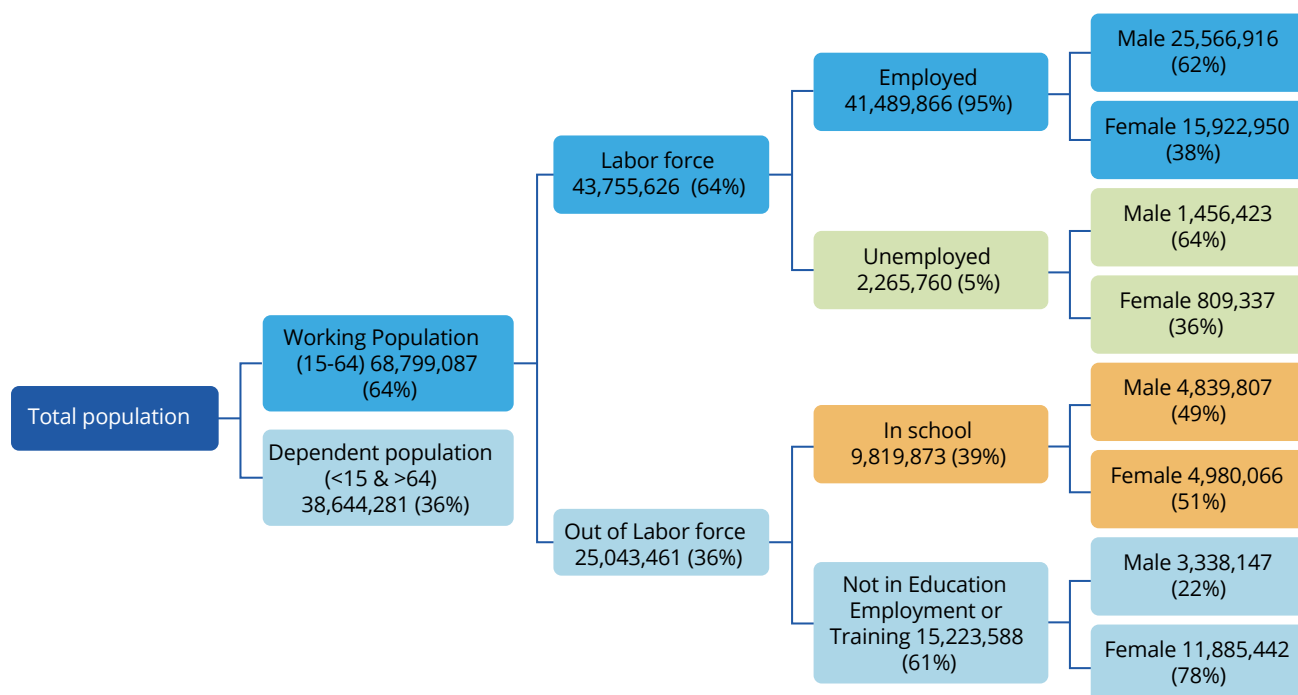 Total population
Working Population
(15-64) 68,799,087
(64%)
Dependent population
(<15 & >64)
38,644,281 (36%)
Labor force
43,755,626 (64%)
Out of Labor force
25,043,461 (36%)
Employed
41,489,866 (95%)
Unemployed
2,265,760 (5%)
In school
9,819,873 (39%)
Not in Education
Employment or
Training 15,223,588
(61%)
Male 25,566,916
(62%)
Female 15,922,950
(38%)
Male 1,456,423
(64%)
Female 809,337
(36%)
Male 4,839,807
(49%)
Female 4,980,066
(51%)
Male 3,338,147
(22%)
Female 11,885,442
(78%)